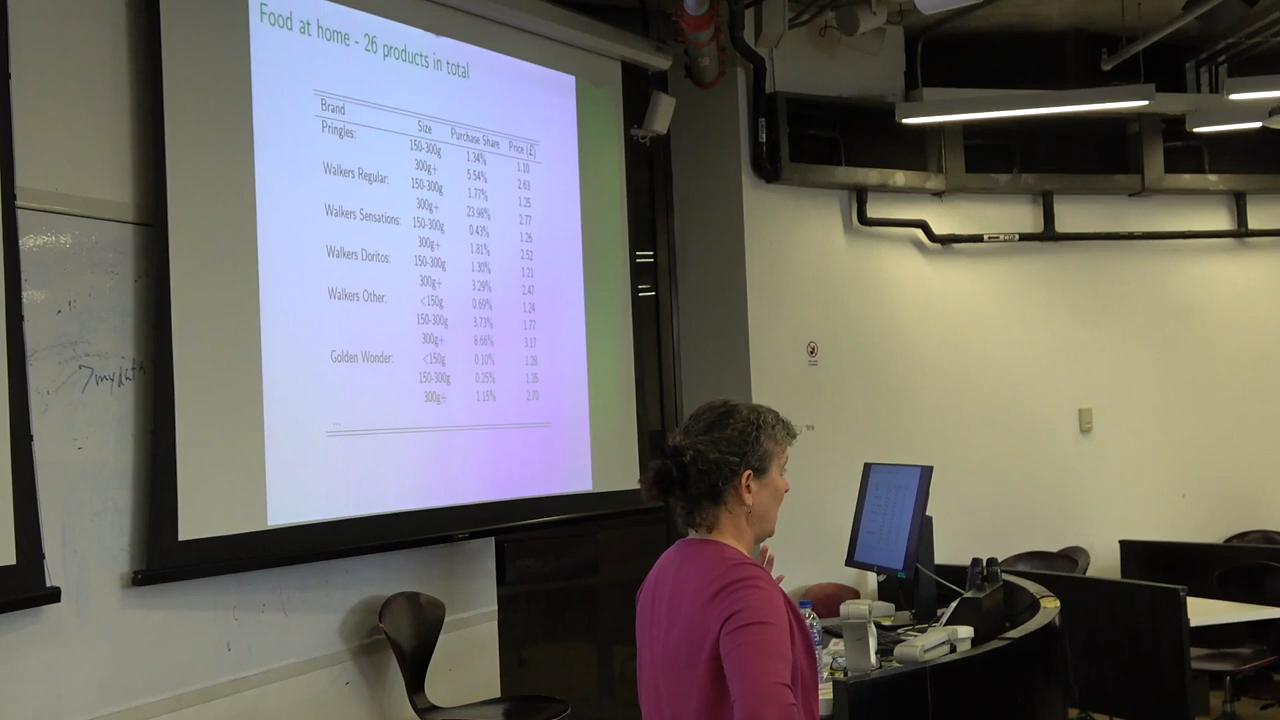 Food at home - 26 products in total
Brand Size Purchase Share Price (£)
Pringles: 150-300g 1.34% 1.10
300g+ 5.54% 2.63
Walkers Regular: 150-300g 1.77% 1.25
300g+ 23.98% 2.77
Walkers Sensations: 150-300g 0.43% 1.26
300g+ 1.81% 2.52
Walkers Doritos: 150-300g 1.30% 1.21
300g+ 3.29% 2.47
Walkers Other: <150g 0.69% 1.24
150-300g 3.73% 1.77
300g+ 8.66% 3.17
Golden Wonder: <150g 0.10% 1.28
150-300g 0.25% 1.35
300g+ 1.15% 2.70
...